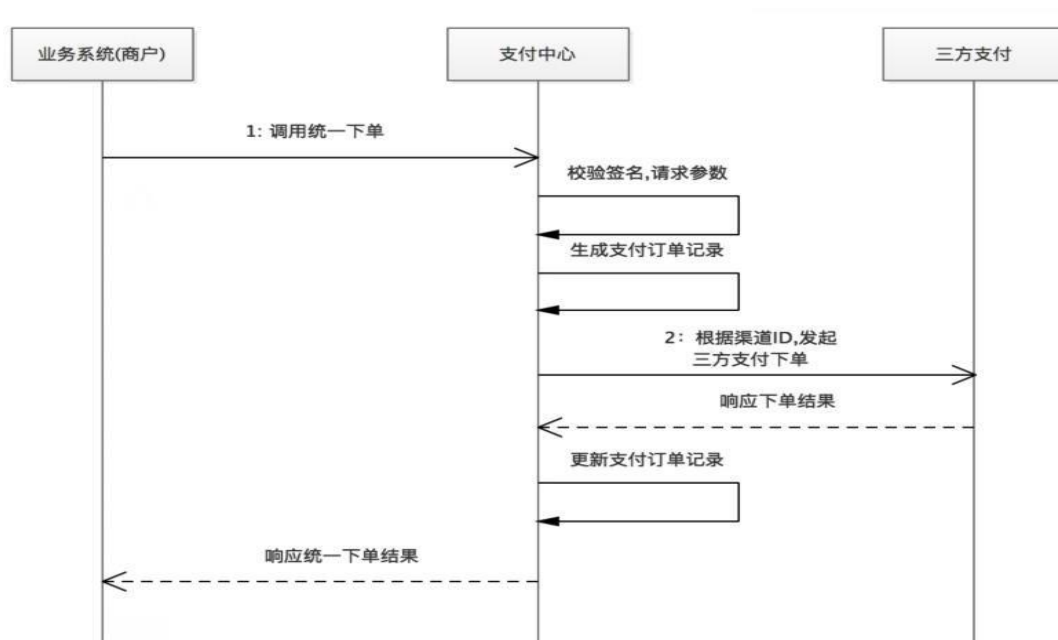 业务系统(商户)
支付中心
三方支付
1: 调用统一下单
校验签名,请求参数
生成支付订单记录
2：根据渠道ID,发起
三方支付下单
响应下单结果
更新支付订单记录
响应统一下单结果